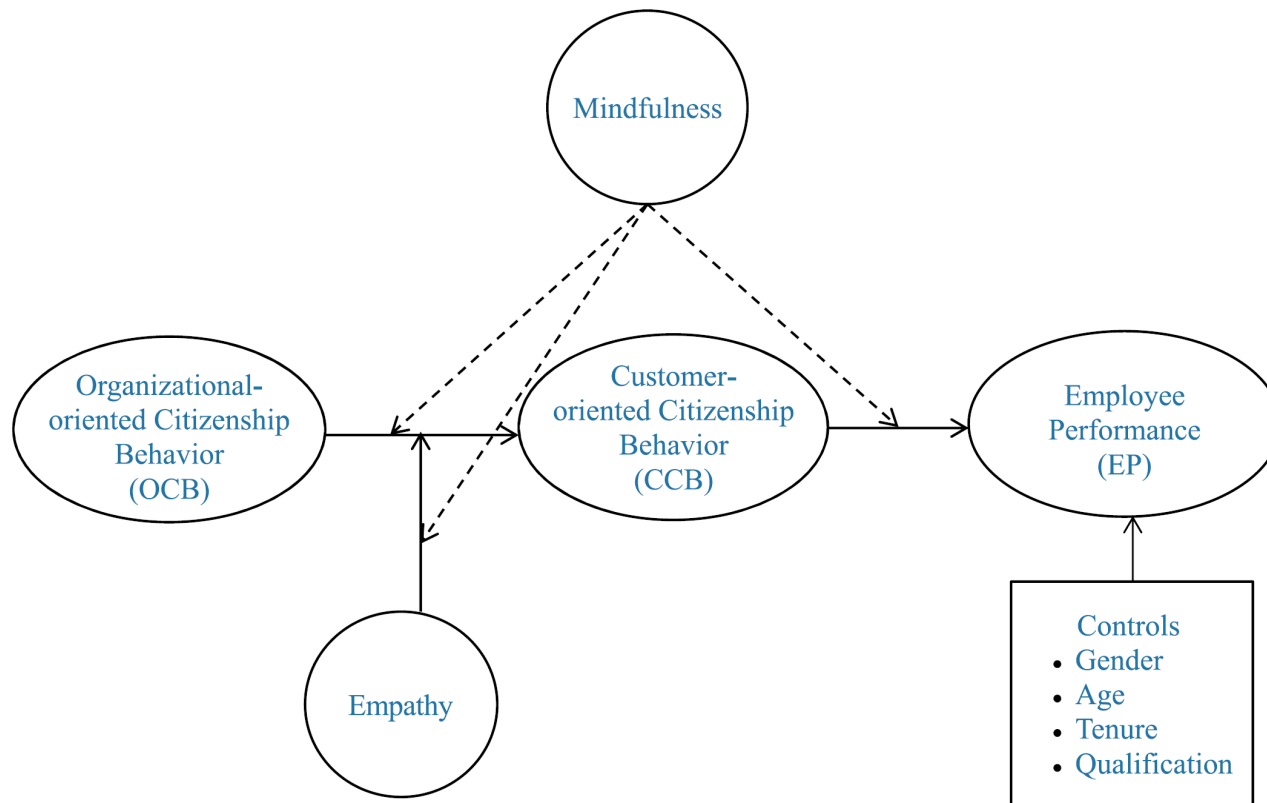 Mindfulness
Organizational-
oriented Citizenship
Behavior
(OCB)
Customer-
oriented Citizenship
Behavior
(CCB)
Employee
Performance
(EP)
Empathy
Controls
• Gender
• Age
• Tenure
• Qualification